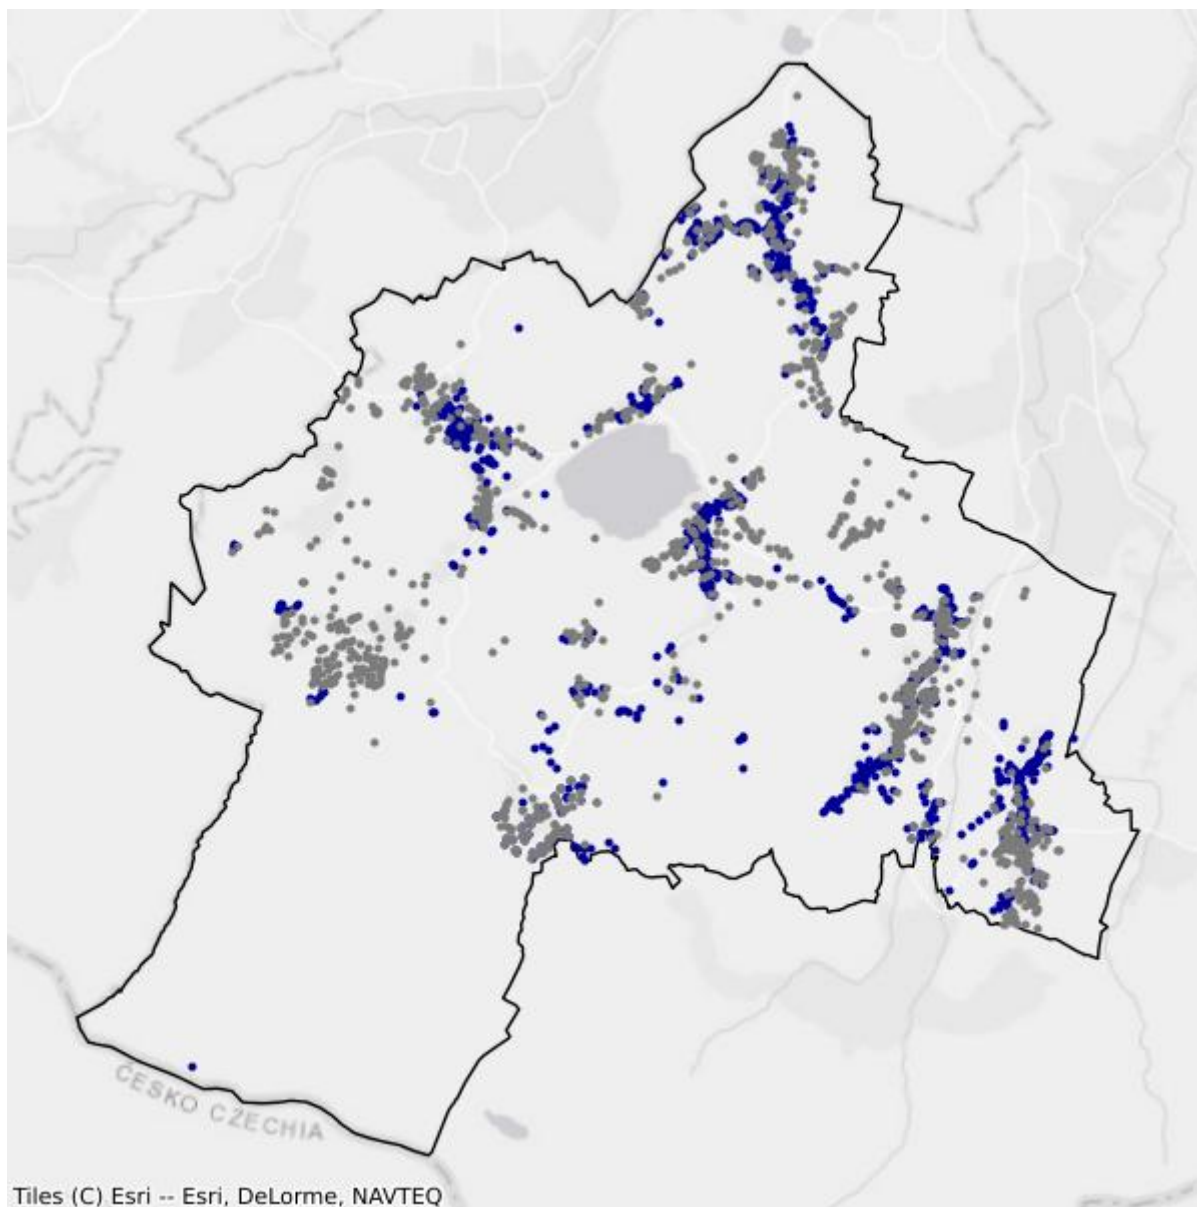 ČESKO CZECHIA
Tiles (C) Esri -- Esri, DeLorme, NAVTEQ